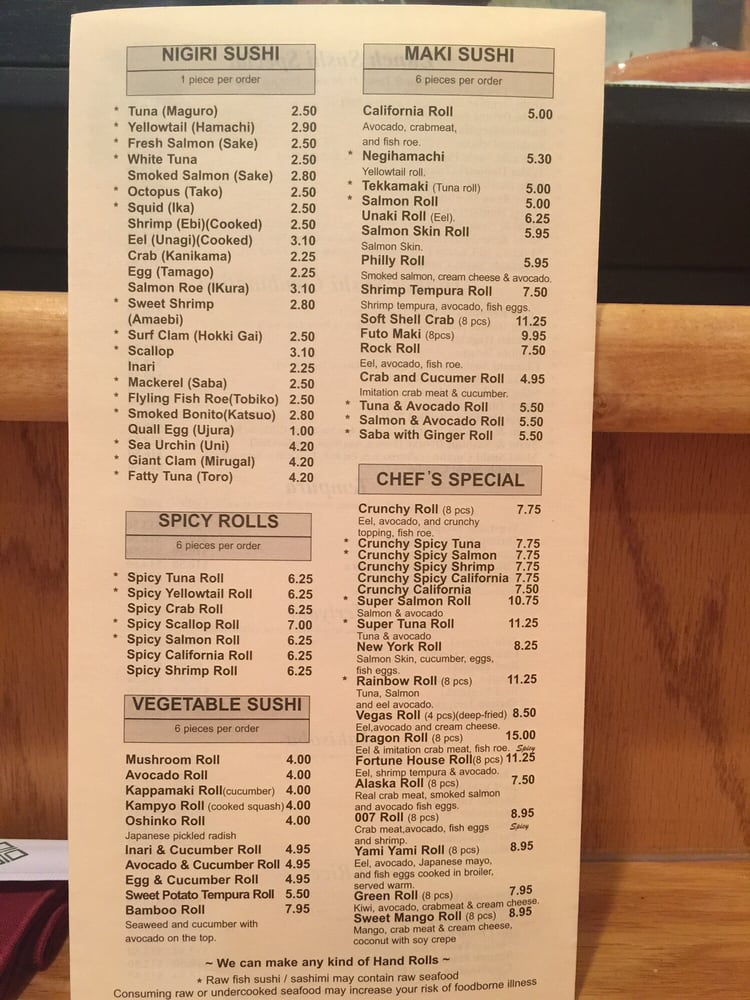 NIGIRI SUSHI
1 piece per order
* Tuna (Maguro) 2.50
* Yellowtail (Hamachi) 2.90
* Fresh Salmon (Sake) 2.50
* White Tuna 2.50
Smoked Salmon (Sake) 2.80
* Octopus (Tako) 2.50
* Squid (Ika) 2.50
Shrimp (Ebi)(Cooked) 2.50
Eel (Unagi)(Cooked) 3.10
Crab (Kanikama) 2.25
Egg (Tamago) 2.25
Salmon Roe (IKura) 3.10
* Sweet Shrimp 2.80
(Amaebi)
* Surf Clam (Hokki Gai) 2.50
* Scallop 3.10
Inari 2.25
* Mackerel (Saba) 2.50
* Flyling Fish Roe(Tobiko) 2.50
* Smoked Bonito(Katsuo) 2.80
Quall Egg (Ujura) 1.00
* Sea Urchin (Uni) 4.20
* Giant Clam (Mirugal) 4.20
* Fatty Tuna (Toro) 4.20
SPICY ROLLS
6 pieces per order
* Spicy Tuna Roll 6.25
* Spicy Yellowtail Roll 6.25
Spicy Crab Roll 6.25
* Spicy Scallop Roll 7.00
* Spicy Salmon Roll 6.25
Spicy California Roll 6.25
Spicy Shrimp Roll 6.25
VEGETABLE SUSHI
6 pieces per order
Mushroom Roll 4.00
Avocado Roll 4.00
Kappamaki Roll(cucumber) 4.00
Kampyo Roll (cooked squash) 4.00
Oshinko Roll 4.00
Japanese pickled radish
Inari & Cucumber Roll 4.95
Avocado & Cucumber Roll 4.95
Egg & Cucumber Roll 4.95
Sweet Potato Tempura Roll 5.50
Bamboo Roll 7.95
Seaweed and cucumber with
avocado on the top.
MAKI SUSHI
6 pieces per order
California Roll 5.00
Avocado, crabmeat,
and fish roe.
* Negihamachi 5.30
Yellowtail roll.
* Tekkamaki (Tuna roll) 5.00
* Salmon Roll 5.00
Unaki Roll (Eel). 6.25
Salmon Skin Roll 5.95
Salmon Skin.
Philly Roll 5.95
Smoked salmon, cream cheese & avocado.
Shrimp Tempura Roll 7.50
Shrimp tempura, avocado, fish eggs.
Soft Shell Crab (8 pcs) 11.25
Futo Maki (8pcs) 9.95
Rock Roll 7.50
Eel, avocado, fish roe.
Crab and Cucumer Roll 4.95
Imitation crab meat & cucumber.
* Tuna & Avocado Roll 5.50
* Salmon & Avocado Roll 5.50
* Saba with Ginger Roll 5.50
CHEF'S SPECIAL
Crunchy Roll (8 pcs) 7.75
Eel, avocado, and crunchy
topping, fish roe.
* Crunchy Spicy Tuna 7.75
* Crunchy Spicy Salmon 7.75
Crunchy Spicy Shrimp 7.75
Crunchy Spicy California 7.75
Crunchy California 7.50
* Super Salmon Roll 10.75
Salmon & avocado
* Super Tuna Roll 11.25
Tuna & avocado
New York Roll 8.25
Salmon Skin, cucumber, eggs,
fish eggs.
* Rainbow Roll (8 pcs) 11.25
Tuna, Salmon
and eel avocado.
Vegas Roll (4 pcs)(deep-fried) 8.50
Eel,avocado and cream cheese.
Dragon Roll (8 pcs) 15.00
Eel & imitation crab meat, fish roe. Spicy
Fortune House Roll(8 pcs) 11.25
Eel, shrimp tempura & avocado.
Alaska Roll (8 pcs) 7.50
Real crab meat, smoked salmon
and avocado fish eggs.
007 Roll (8 pcs) 8.95
Crab meat,avocado, fish eggs Spicy
and shrimp.
Yami Yami Roll (8 pcs) 8.95
Eel, avocado, Japanese mayo,
and fish eggs cooked in broiler,
served warm.
Green Roll (8 pcs) 7.95
Kiwi, avocado, crabmeat & cream cheese.
Sweet Mango Roll (8 pcs) 8.95
Mango, crab meat & cream cheese,
coconut with soy crepe
~ We can make any kind of Hand Rolls ~
* Raw fish sushi / sashimi may contain raw seafood
Consuming raw or undercooked seafood may increase your risk of foodborne illness